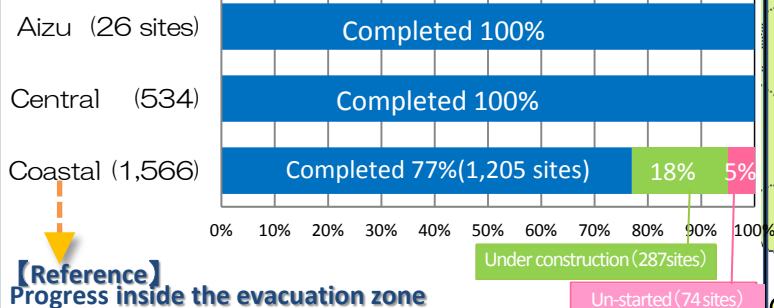 Aizu (26 sites)
Completed 100%
Central (534)
Completed 100%
Coastal (1,566)
Completed 77%(1,205 sites)
18%
5%
0% 10% 20% 30% 40% 50% 60% 70% 80% 90% 100%
Under construction(287sites)
【Reference】
Progress inside the evacuation zone
Un-started(74sites)